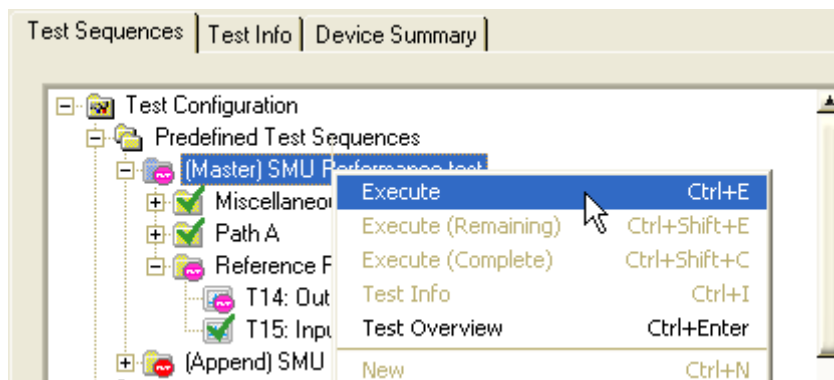 Test Sequences Test Info Device Summary
Test Configuration
Predefined Test Sequences
(Master) SMU Performance test
Execute Ctrl+E
Miscellaneou
Execute (Remaining) Ctrl+Shift+E
Path A
Execute (Complete) Ctrl+Shift+C
Reference
Test Info Ctrl+I
T14: Out
Test Overview Ctrl+Enter
T15: Inpu
(Append) SMU
New Ctrl+N